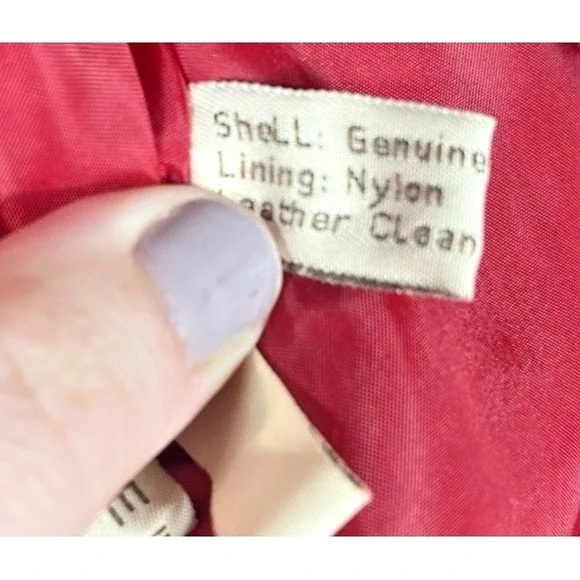 SheLL: Genuine
Lining: Nylon
Leather CLean
E